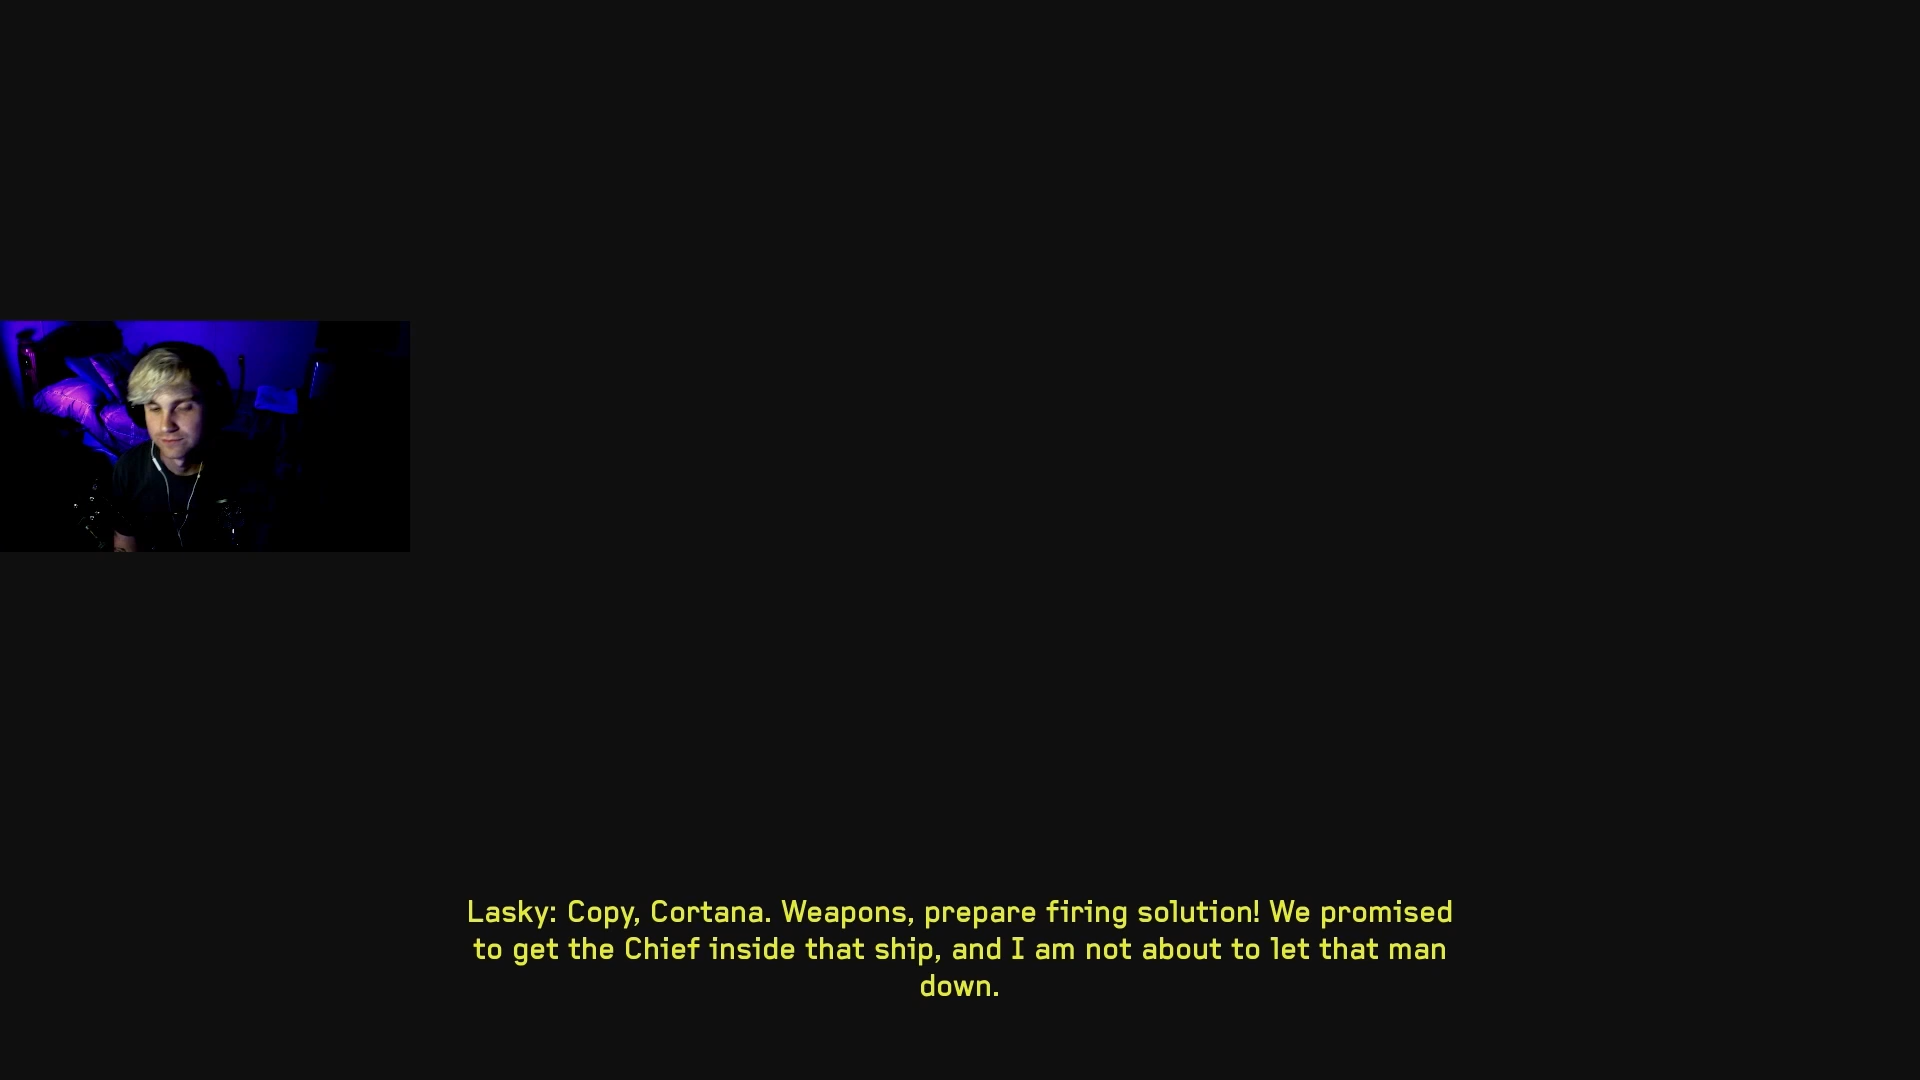 Lasky: Copy, Cortana. Weapons, prepare firing solution! We promised
to get the Chief inside that ship, and I am not about to let that man
down.